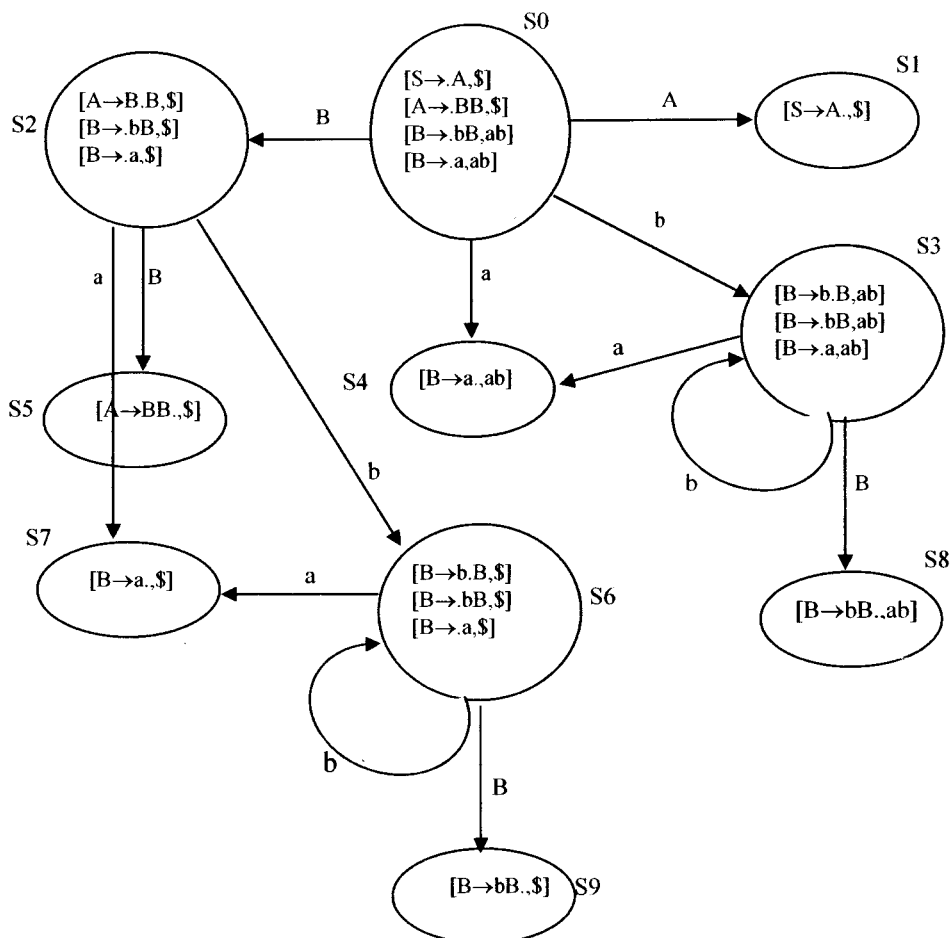 S0
[S→.A,$]
[A→.BB,$]
[B→.bB,ab]
[B→.a,ab]
S1
[S→A.,$]
A
S2
[A→B.B,$]
[B→.bB,$]
[B→.a,$]
B
b
S3
[B→b.B,ab]
[B→.bB,ab]
[B→.a,ab]
a
a
B
a
S4
[B→a.,ab]
S5
[A→BB.,$]
b
b
B
S7
[B→a.,$]
a
S6
[B→b.B,$]
[B→.bB,$]
[B→.a,$]
S8
[B→bB.,ab]
b
B
[B→bB.,$]
S9